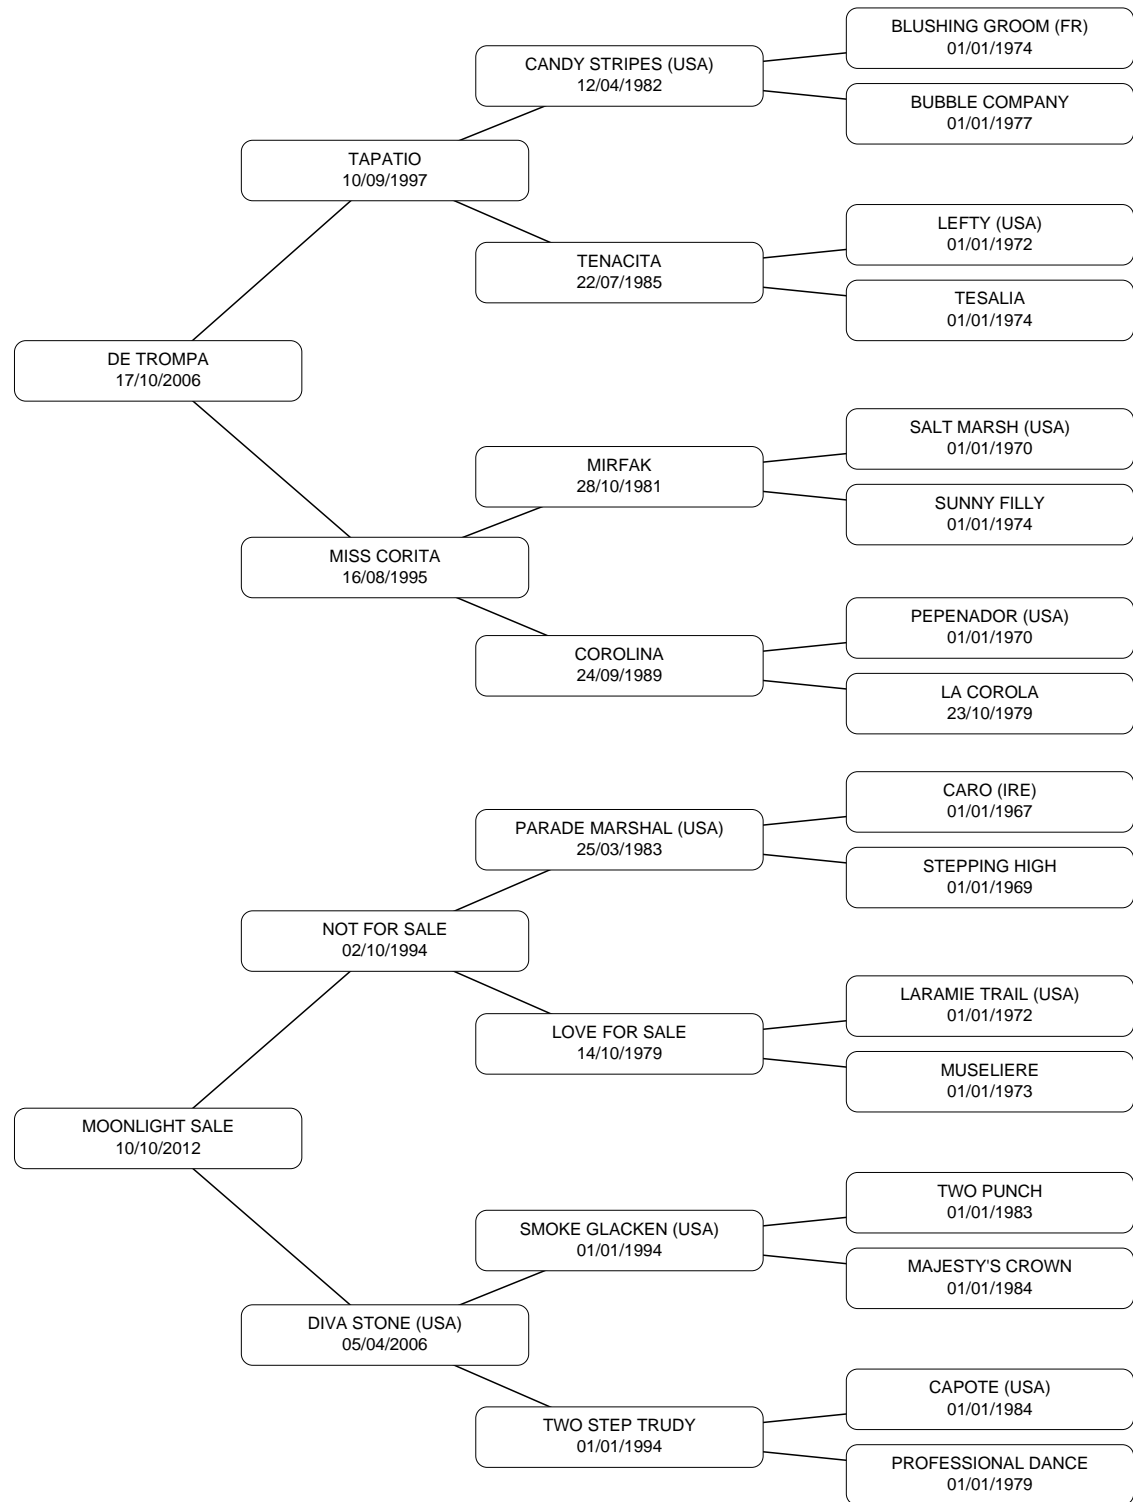 BLUSHING GROOM (FR)
01/01/1974
CANDY STRIPES (USA)
12/04/1982
BUBBLE COMPANY
01/01/1977
TAPATIO
10/09/1997
LEFTY (USA)
01/01/1972
TENACITA
22/07/1985
TESALIA
01/01/1974
DE TROMPA
17/10/2006
SALT MARSH (USA)
01/01/1970
MIRFAK
28/10/1981
SUNNY FILLY
01/01/1974
MISS CORITA
16/08/1995
PEPENADOR (USA)
01/01/1970
COROLINA
24/09/1989
LA COROLA
23/10/1979
CARO (IRE)
01/01/1967
PARADE MARSHAL (USA)
25/03/1983
STEPPING HIGH
01/01/1969
NOT FOR SALE
02/10/1994
LARAMIE TRAIL (USA)
01/01/1972
LOVE FOR SALE
14/10/1979
MUSELIERE
01/01/1973
MOONLIGHT SALE
10/10/2012
TWO PUNCH
01/01/1983
SMOKE GLACKEN (USA)
01/01/1994
MAJESTY'S CROWN
01/01/1984
DIVA STONE (USA)
05/04/2006
CAPOTE (USA)
01/01/1984
TWO STEP TRUDY
01/01/1994
PROFESSIONAL DANCE
01/01/1979